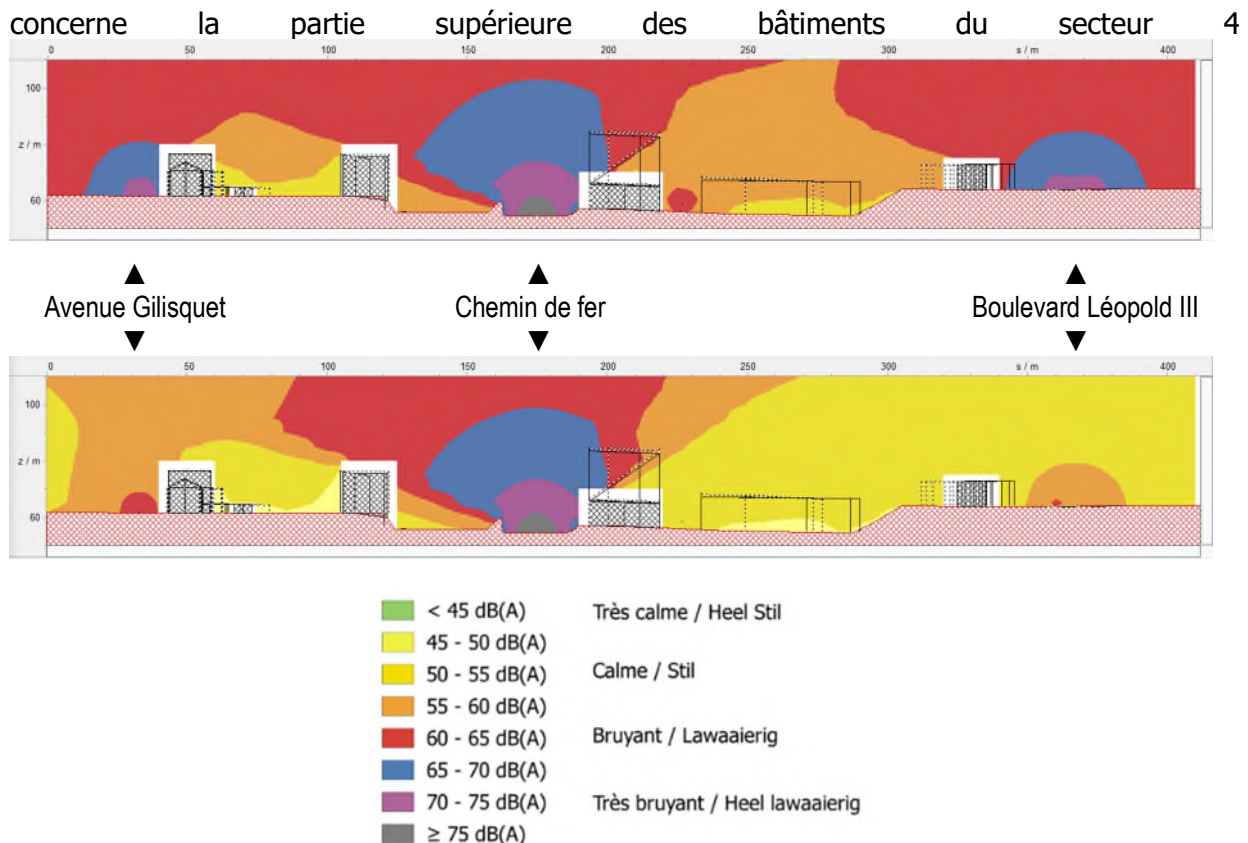 concerne la partie supérieure des bâtiments du secteur 4
0 50 100 150 200 250 300 s / m 400
100
z / m
60
Avenue Gilisquet Chemin de fer Boulevard Léopold III
0 50 100 150 200 250 300 s / m 400
100
z / m
60
< 45 dB(A) Très calme / Heel Stil
45 - 50 dB(A)
50 - 55 dB(A) Calme / Stil
55 - 60 dB(A)
60 - 65 dB(A) Bruyant / Lawaaierig
65 - 70 dB(A)
70 - 75 dB(A) Très bruyant / Heel lawaaierig
≥ 75 dB(A)